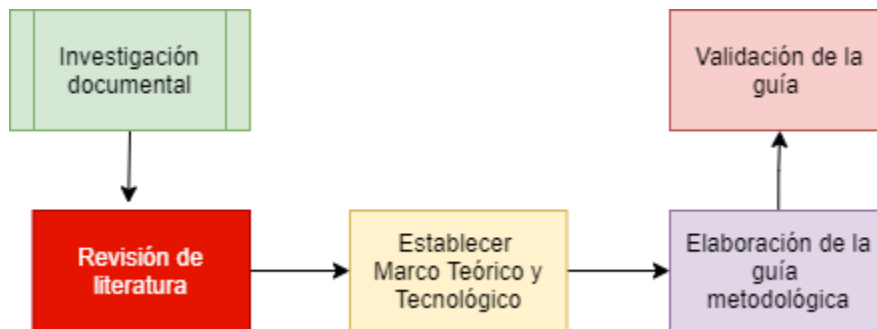 Investigación
documental
Revisión de
literatura
Establecer
Marco Teórico y
Tecnológico
Elaboración de la
guía
metodológica
Validación de la
guía